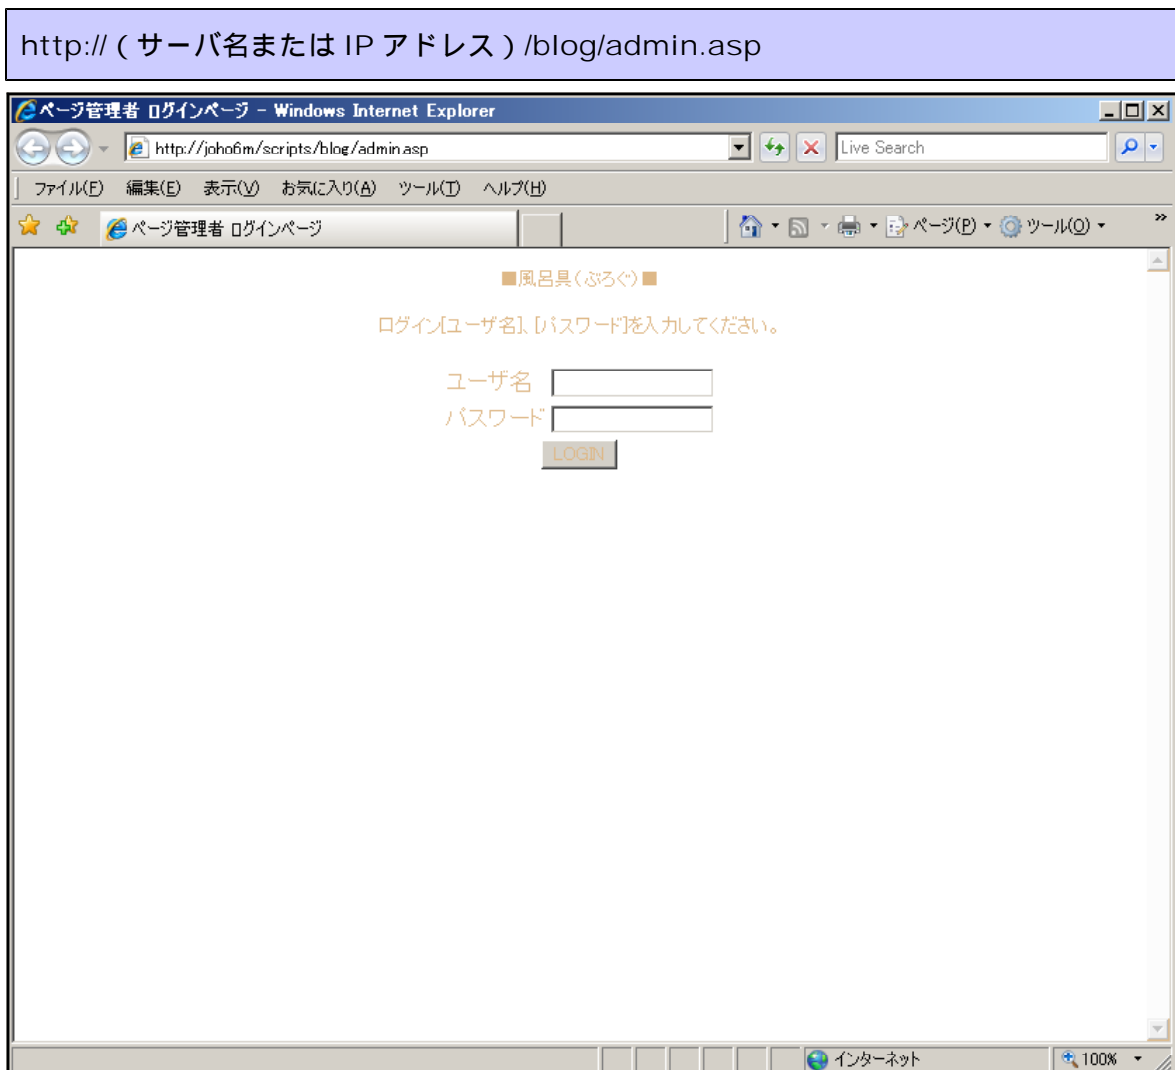 http://（サーバ名または IP アドレス）/blog/admin.asp
ページ管理者 ログインページ - Windows Internet Explorer
http://joho6m/scripts/blog/admin.asp
Live Search
ファイル(F) 編集(E) 表示(V) お気に入り(A) ツール(T) ヘルプ(H)
ページ管理者 ログインページ
ページ(P) ツール(O) »
■風呂具(ぶろぐ)■
ログイン[ユーザ名]、[パスワード]を入力してください。
ユーザ名
パスワード
LOGIN
インターネット 100%